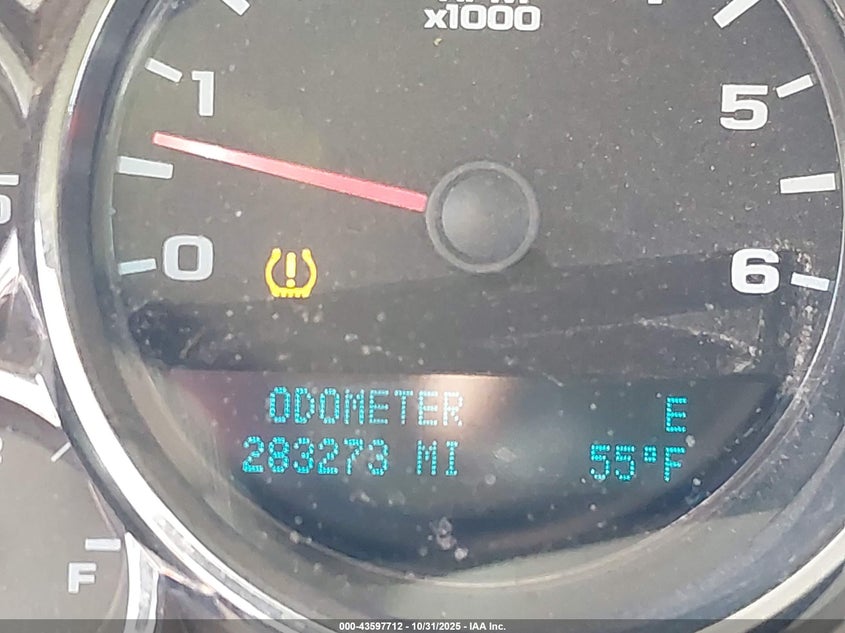 x1000
1
5
0
6
ODOMETER E
283273 MI 55°F
F
000-43597712 - 10/31/2025 - IAA Inc.